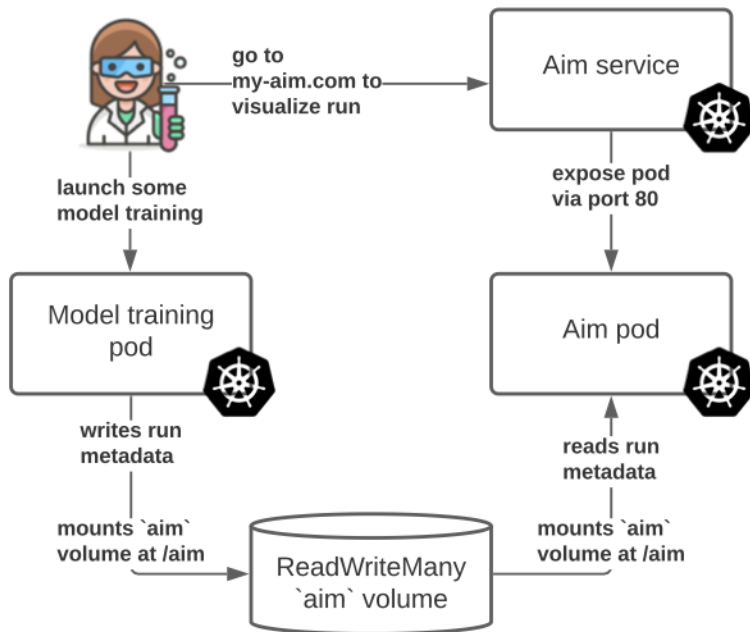 go to
my-aim.com to
visualize run
Aim service
launch some
model training
expose pod
via port 80
Model training
pod
Aim pod
writes run
metadata
reads run
metadata
mounts `aim`
volume at /aim
mounts `aim`
volume at /aim
ReadWriteMany
`aim` volume